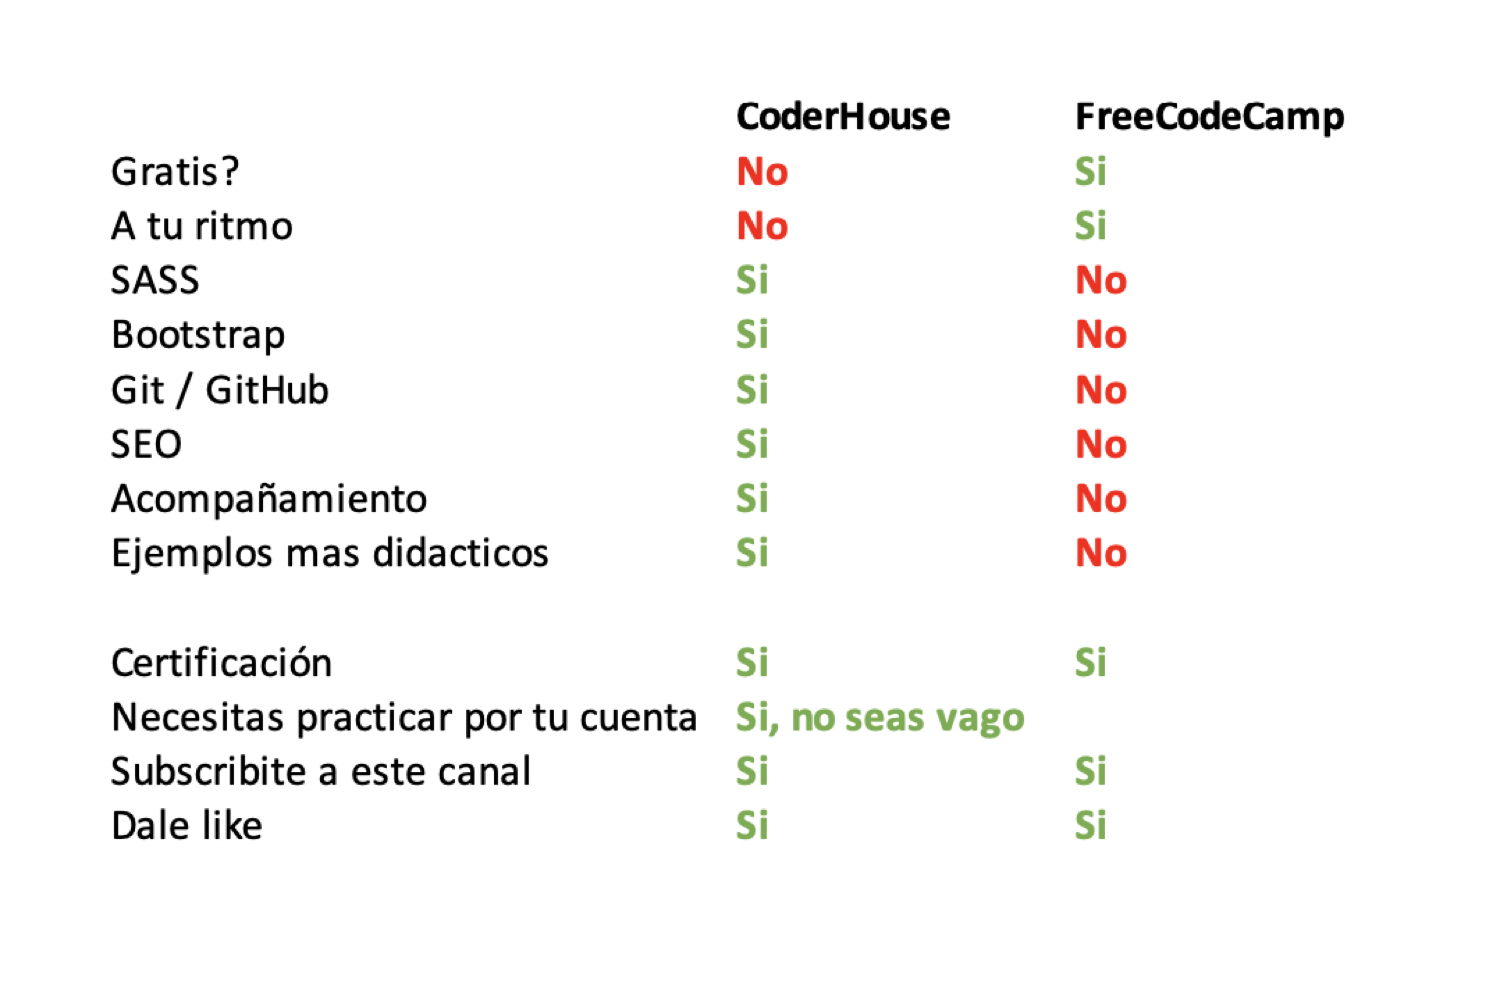 CoderHouse FreeCodeCamp
Gratis? No Si
A tu ritmo No Si
SASS Si No
Bootstrap Si No
Git / GitHub Si No
SEO Si No
Acompañamiento Si No
Ejemplos mas didacticos Si No
Certificación Si Si
Necesitas practicar por tu cuenta Si, no seas vago
Subscribite a este canal Si Si
Dale like Si Si